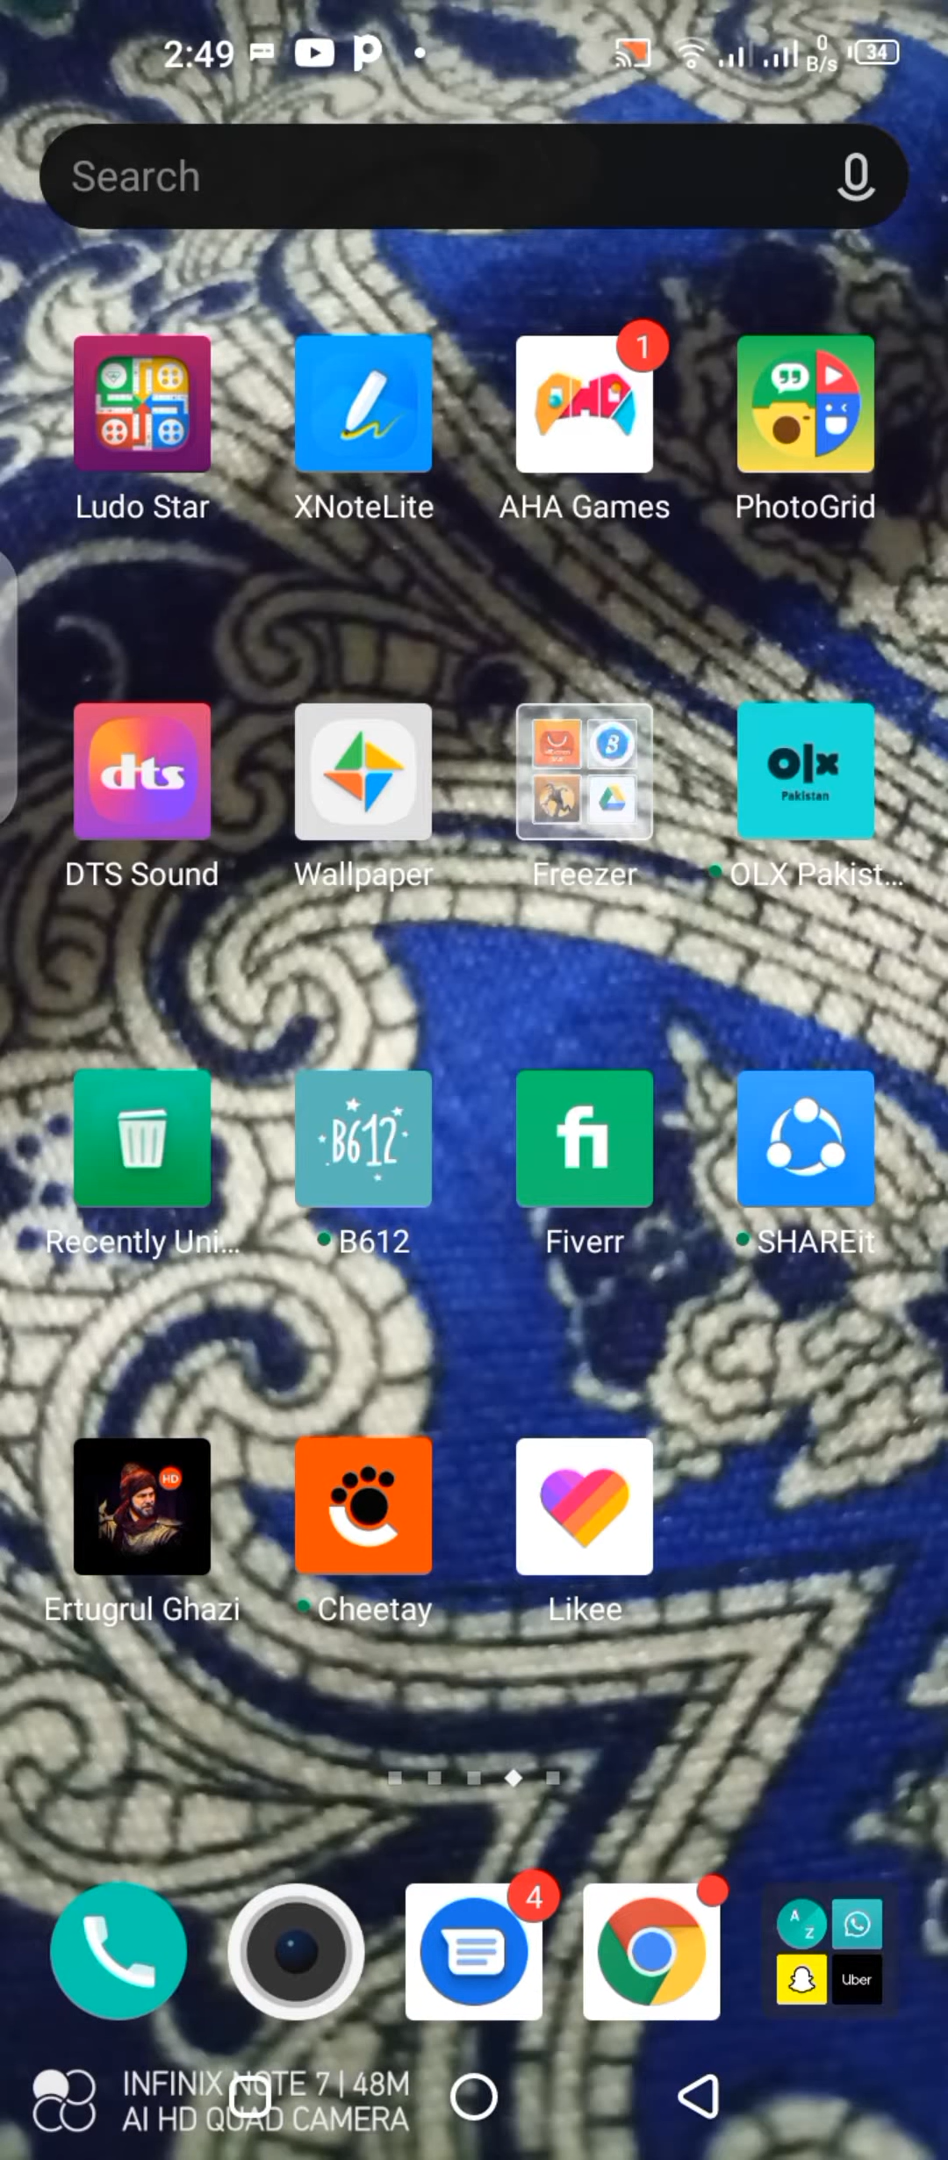 2:49
0
B/s
34
Search
1
Ludo Star
XNoteLite
AHA Games
PhotoGrid
dts
olx
Pakistan
DTS Sound
Wallpaper
Freezer
OLX Pakist...
B612
fi
Recently Uni...
B612
Fiverr
SHAREit
HD
Ertugrul Ghazi
Cheetay
Likee
4
A
Z
Uber
INFINIX NOTE 7 | 48M
AI HD QUAD CAMERA